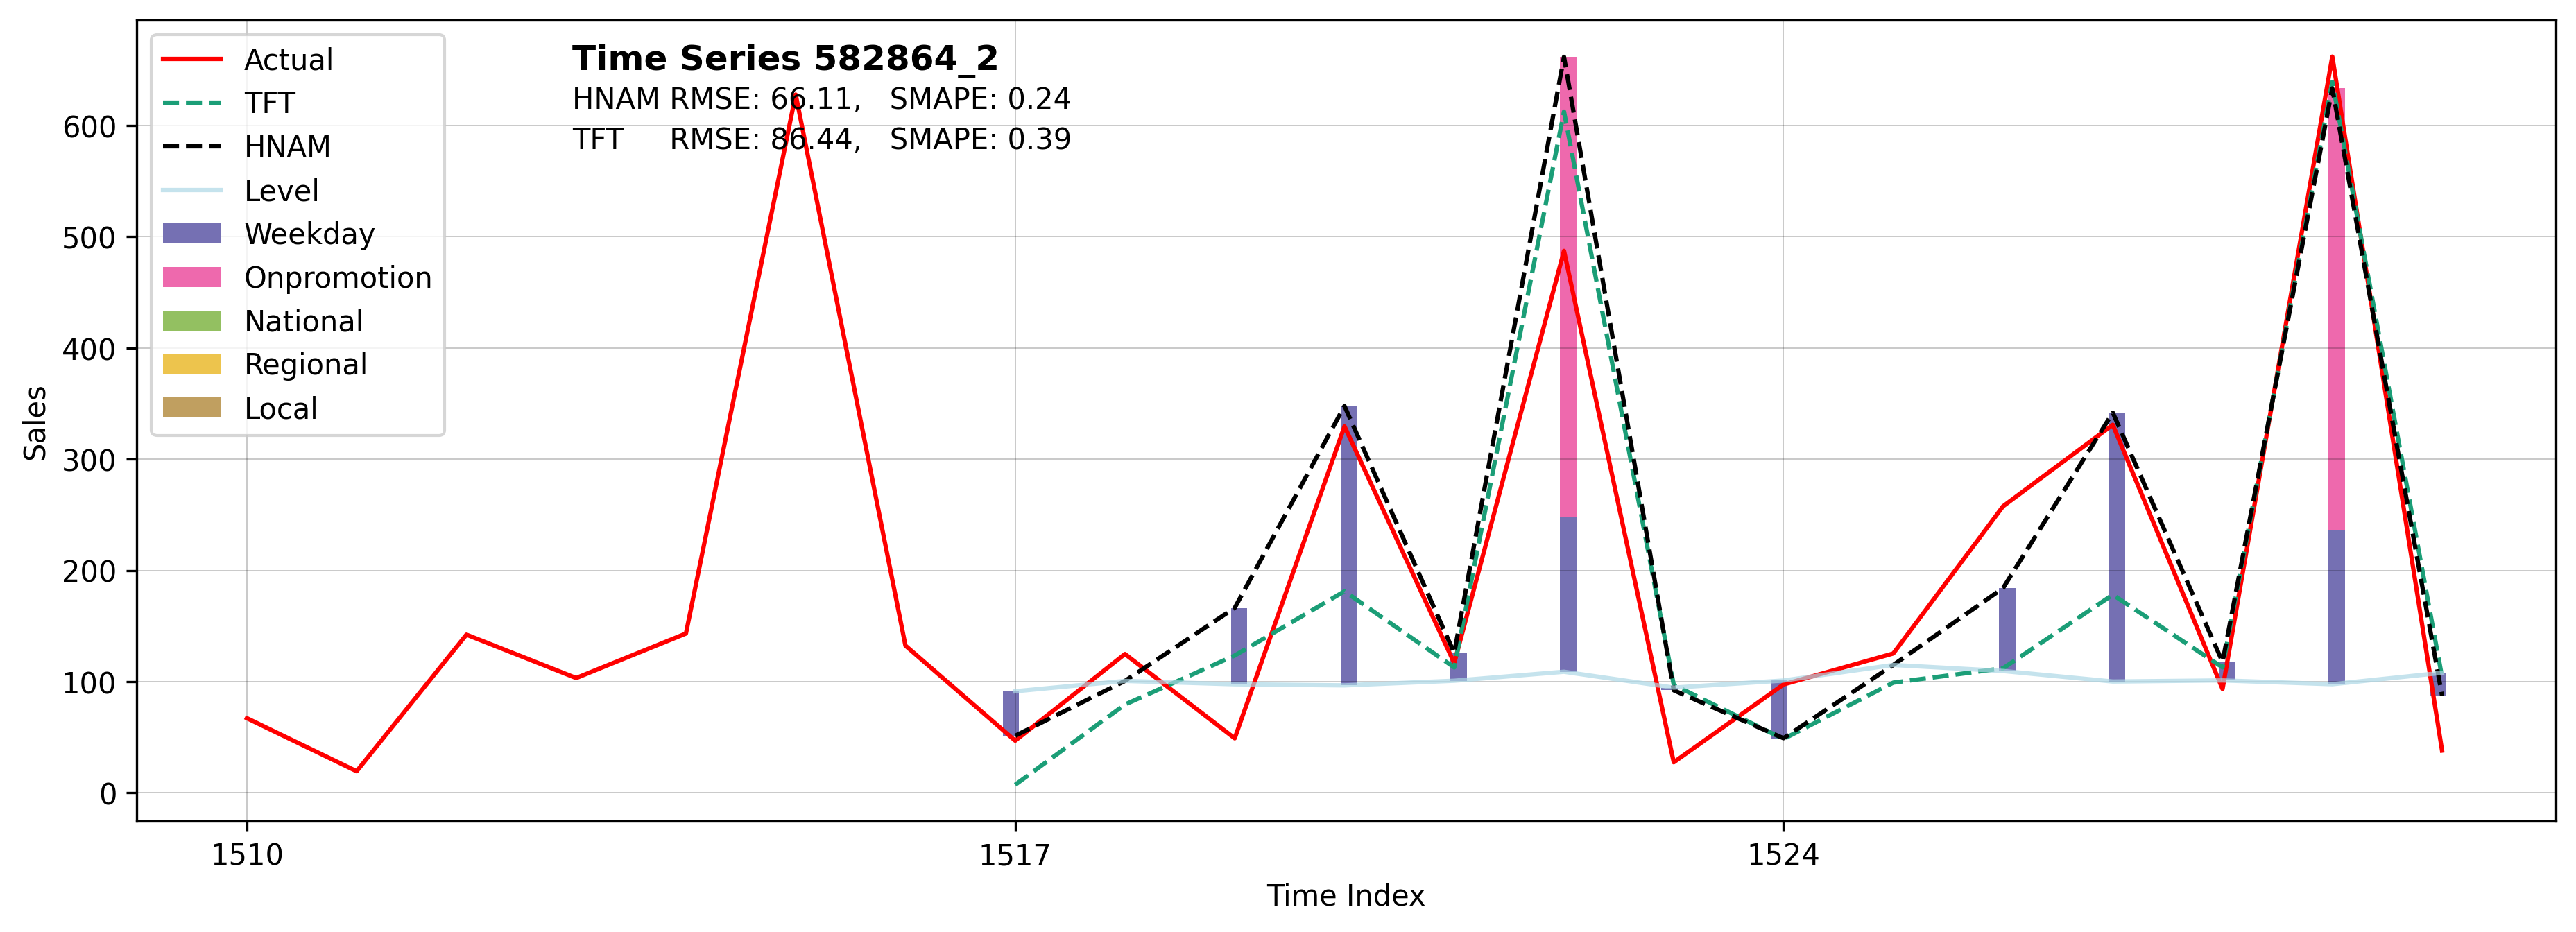 Time Series 582864_2
HNAM RMSE: 66.11, SMAPE: 0.24
TFT RMSE: 86.44, SMAPE: 0.39
Actual
TFT
HNAM
Level
Weekday
Onpromotion
National
Regional
Local
Sales
600
500
400
300
200
100
0
1510
1517
1524
Time Index